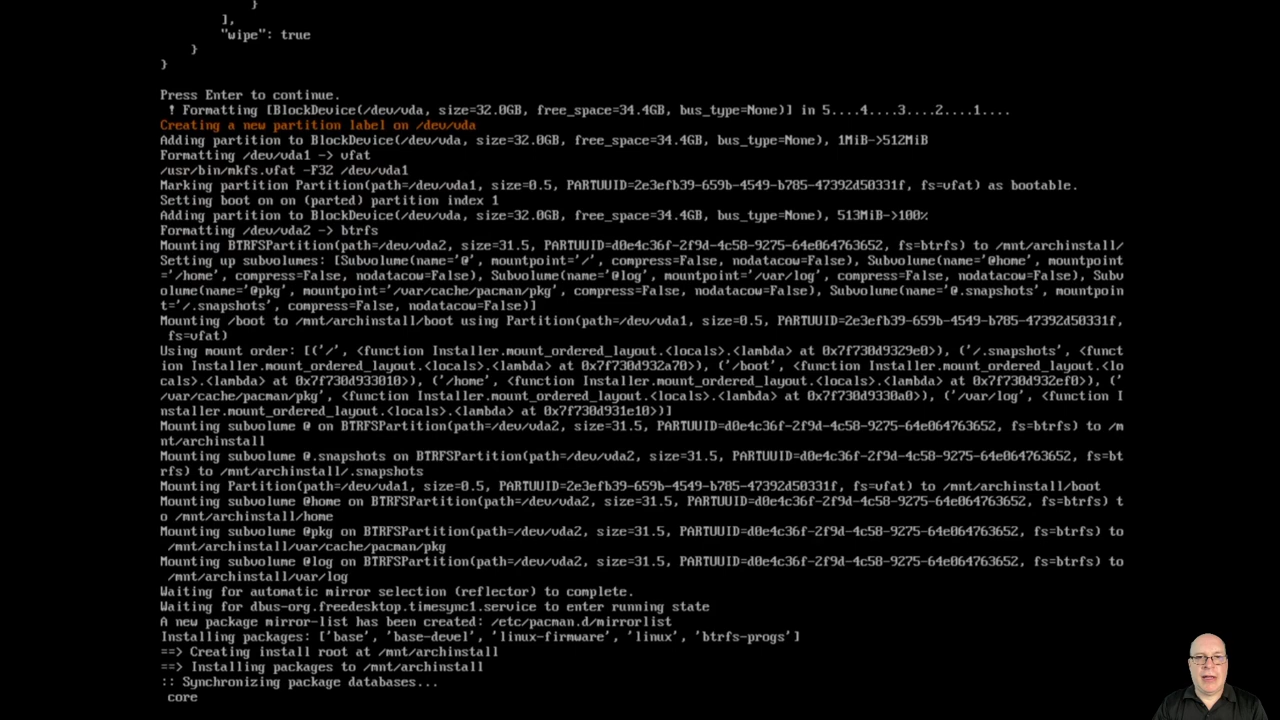 }
],
"wipe": true
}
}
Press Enter to continue.
! Formatting [BlockDevice(/dev/vda, size=32.0GB, free_space=34.4GB, bus_type=None)] in 5....4....3....2....1....
Creating a new partition label on /dev/vda
Adding partition to BlockDevice(/dev/vda, size=32.0GB, free_space=34.4GB, bus_type=None), 1MiB->512MiB
Formatting /dev/vda1 -> vfat
/usr/bin/mkfs.vfat -F32 /dev/vda1
Marking partition Partition(path=/dev/vda1, size=0.5, PARTUUID=2e3efb39-659b-4549-b785-47392d50331f, fs=vfat) as bootable.
Setting boot on on (parted) partition index 1
Adding partition to BlockDevice(/dev/vda, size=32.0GB, free_space=34.4GB, bus_type=None), 513MiB->100%
Formatting /dev/vda2 -> btrfs
Mounting BTRFSPartition(path=/dev/vda2, size=31.5, PARTUUID=d0e4c36f-2f9d-4c58-9275-64e064763652, fs=btrfs) to /mnt/archinstall/
Setting up subvolumes: [Subvolume(name='@', mountpoint='/', compress=False, nodatacow=False), Subvolume(name='@home', mountpoint
='/home', compress=False, nodatacow=False), Subvolume(name='@log', mountpoint='/var/log', compress=False, nodatacow=False), Subv
olume(name='@pkg', mountpoint='/var/cache/pacman/pkg', compress=False, nodatacow=False), Subvolume(name='@.snapshots', mountpoin
t='/.snapshots', compress=False, nodatacow=False)]
Mounting /boot to /mnt/archinstall/boot using Partition(path=/dev/vda1, size=0.5, PARTUUID=2e3efb39-659b-4549-b785-47392d50331f,
fs=vfat)
Using mount order: [('/', <function Installer.mount_ordered_layout.<locals>.<lambda> at 0x7f730d9329e0>), ('/.snapshots', <funct
ion Installer.mount_ordered_layout.<locals>.<lambda> at 0x7f730d932a70>), ('/boot', <function Installer.mount_ordered_layout.<lo
cals>.<lambda> at 0x7f730d933010>), ('/home', <function Installer.mount_ordered_layout.<locals>.<lambda> at 0x7f730d932ef0>), ('
/var/cache/pacman/pkg', <function Installer.mount_ordered_layout.<locals>.<lambda> at 0x7f730d9330a0>), ('/var/log', <function I
nstaller.mount_ordered_layout.<locals>.<lambda> at 0x7f730d931e10>)]
Mounting subvolume @ on BTRFSPartition(path=/dev/vda2, size=31.5, PARTUUID=d0e4c36f-2f9d-4c58-9275-64e064763652, fs=btrfs) to /m
nt/archinstall
Mounting subvolume @.snapshots on BTRFSPartition(path=/dev/vda2, size=31.5, PARTUUID=d0e4c36f-2f9d-4c58-9275-64e064763652, fs=bt
rfs) to /mnt/archinstall/.snapshots
Mounting Partition(path=/dev/vda1, size=0.5, PARTUUID=2e3efb39-659b-4549-b785-47392d50331f, fs=vfat) to /mnt/archinstall/boot
Mounting subvolume @home on BTRFSPartition(path=/dev/vda2, size=31.5, PARTUUID=d0e4c36f-2f9d-4c58-9275-64e064763652, fs=btrfs) t
o /mnt/archinstall/home
Mounting subvolume @pkg on BTRFSPartition(path=/dev/vda2, size=31.5, PARTUUID=d0e4c36f-2f9d-4c58-9275-64e064763652, fs=btrfs) to
/mnt/archinstall/var/cache/pacman/pkg
Mounting subvolume @log on BTRFSPartition(path=/dev/vda2, size=31.5, PARTUUID=d0e4c36f-2f9d-4c58-9275-64e064763652, fs=btrfs) to
/mnt/archinstall/var/log
Waiting for automatic mirror selection (reflector) to complete.
Waiting for dbus-org.freedesktop.timesync1.service to enter running state
A new package mirror-list has been created: /etc/pacman.d/mirrorlist
Installing packages: ['base', 'base-devel', 'linux-firmware', 'linux', 'btrfs-progs']
==> Creating install root at /mnt/archinstall
==> Installing packages to /mnt/archinstall
:: Synchronizing package databases...
core